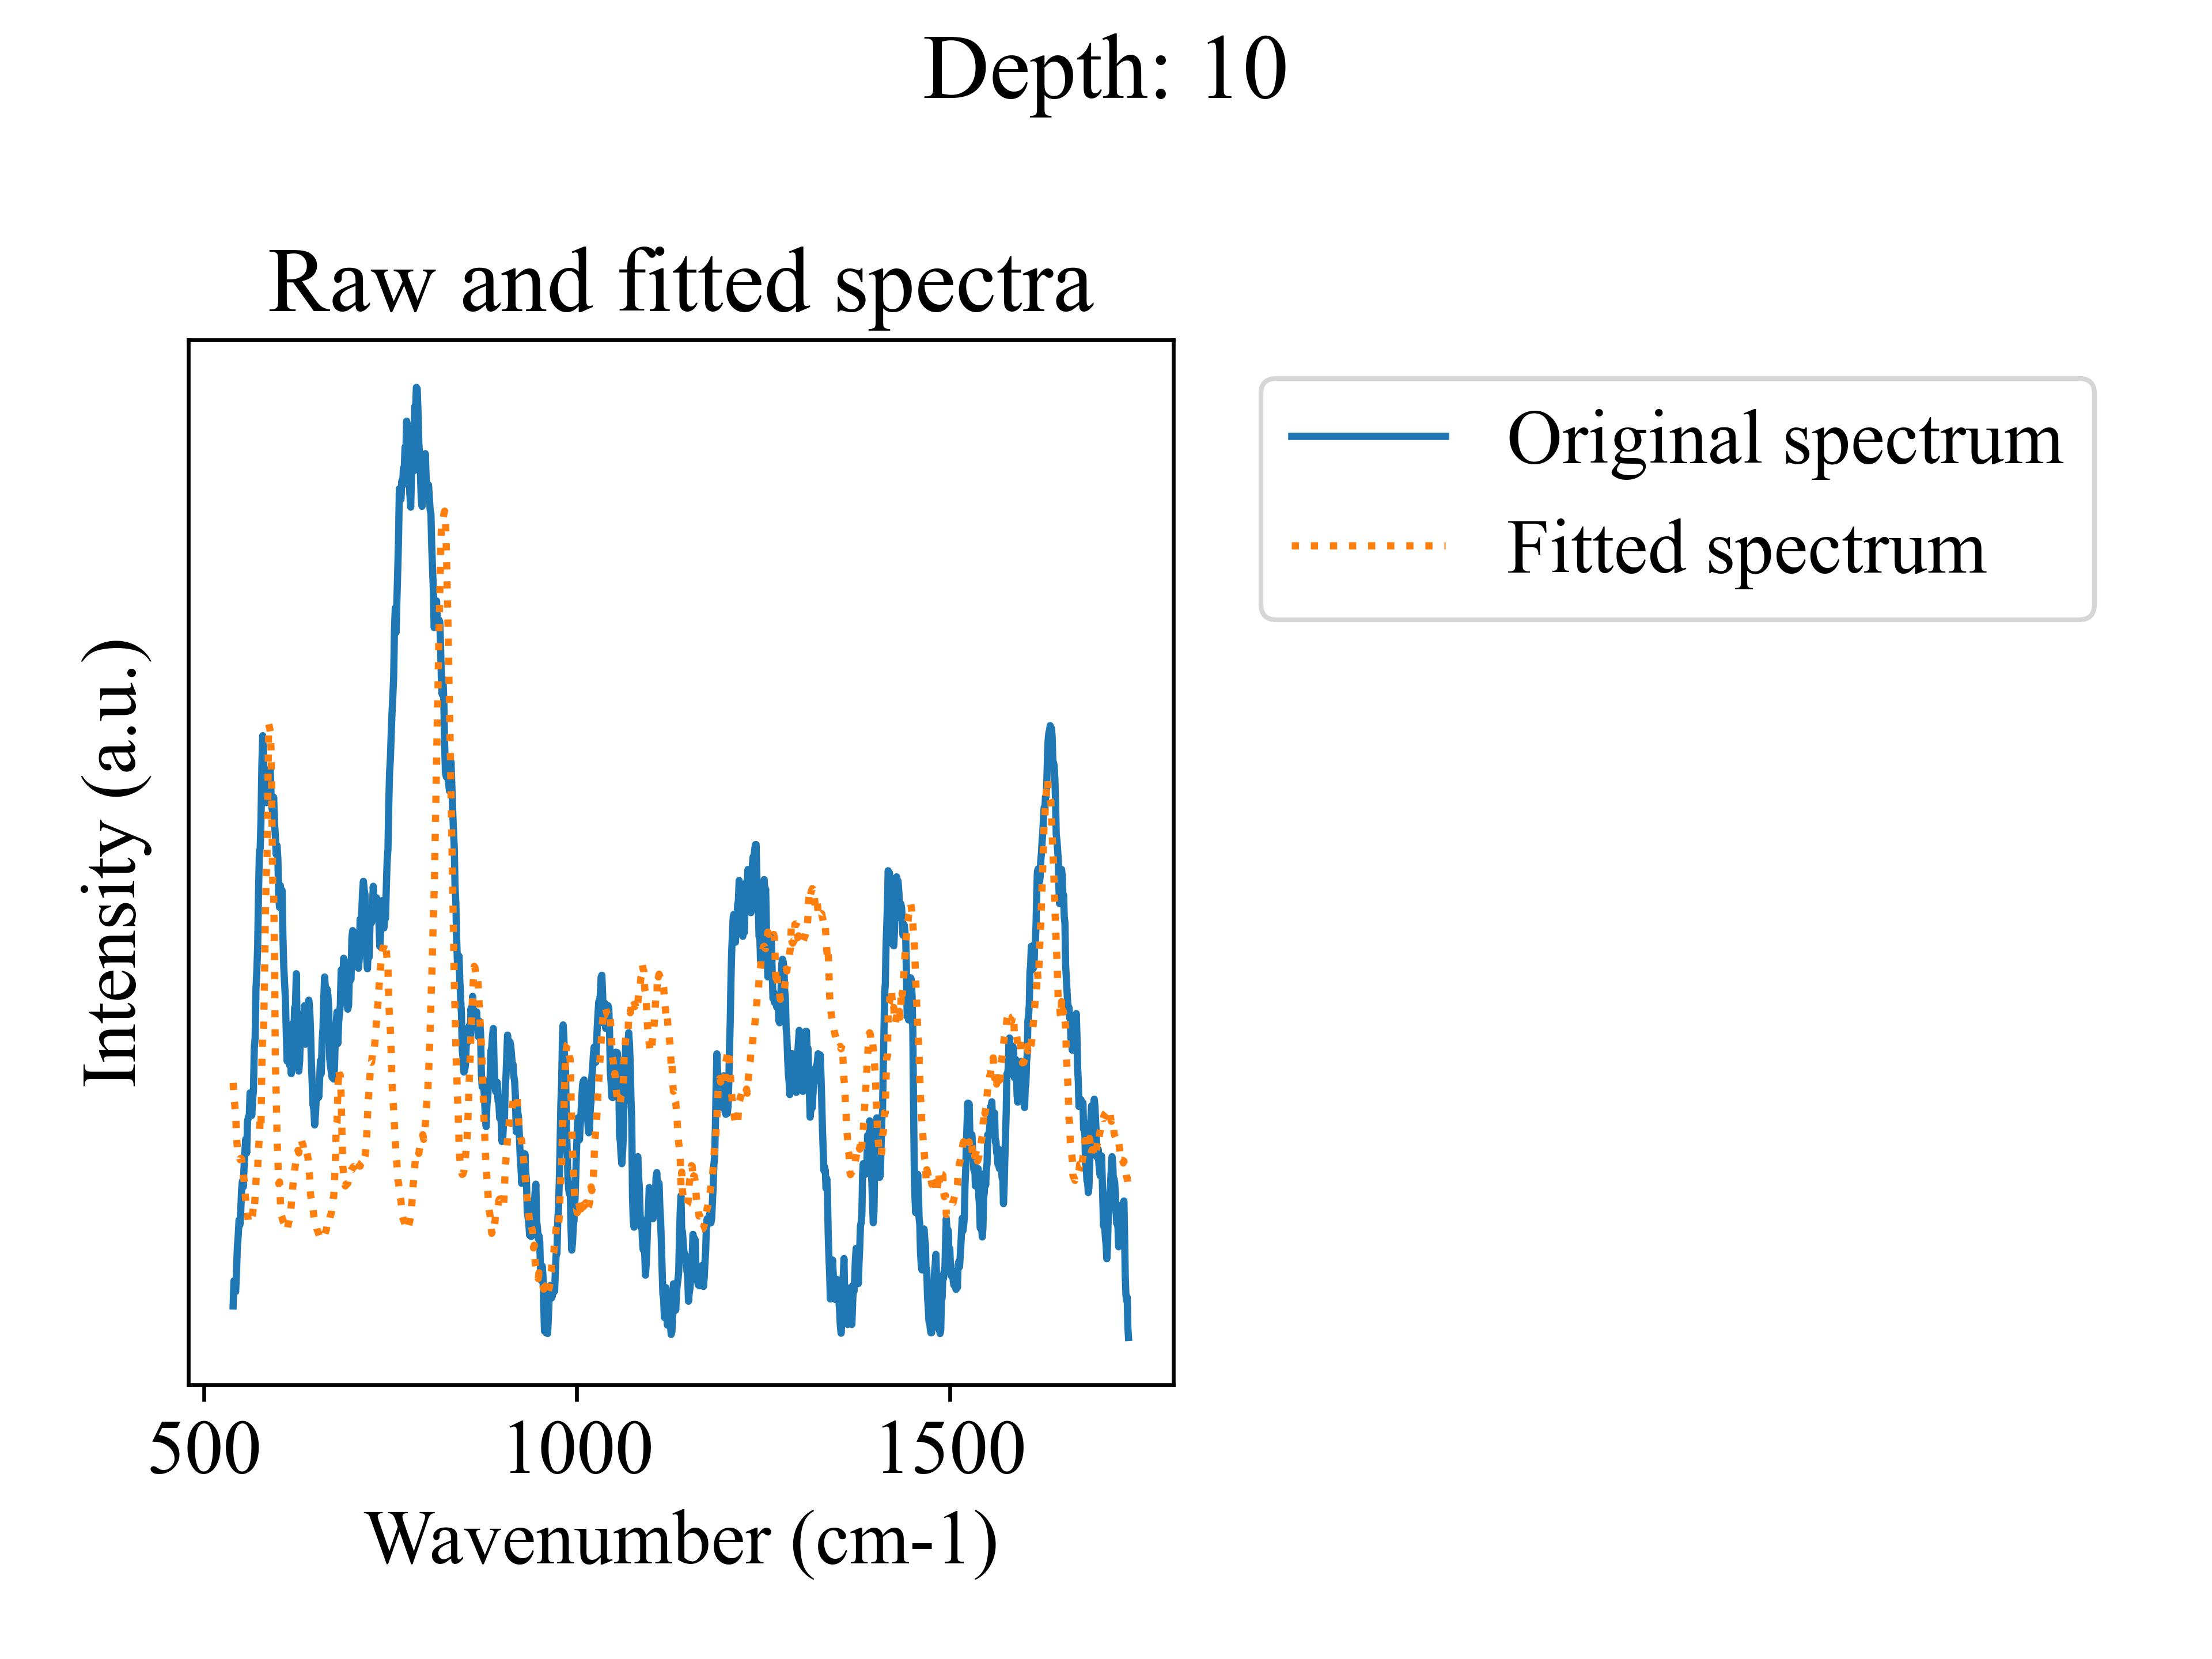 Depth: 10
Raw and fitted spectra
Original spectrum
Fitted spectrum
Intensity (a.u.)
500 1000 1500
Wavenumber (cm-1)